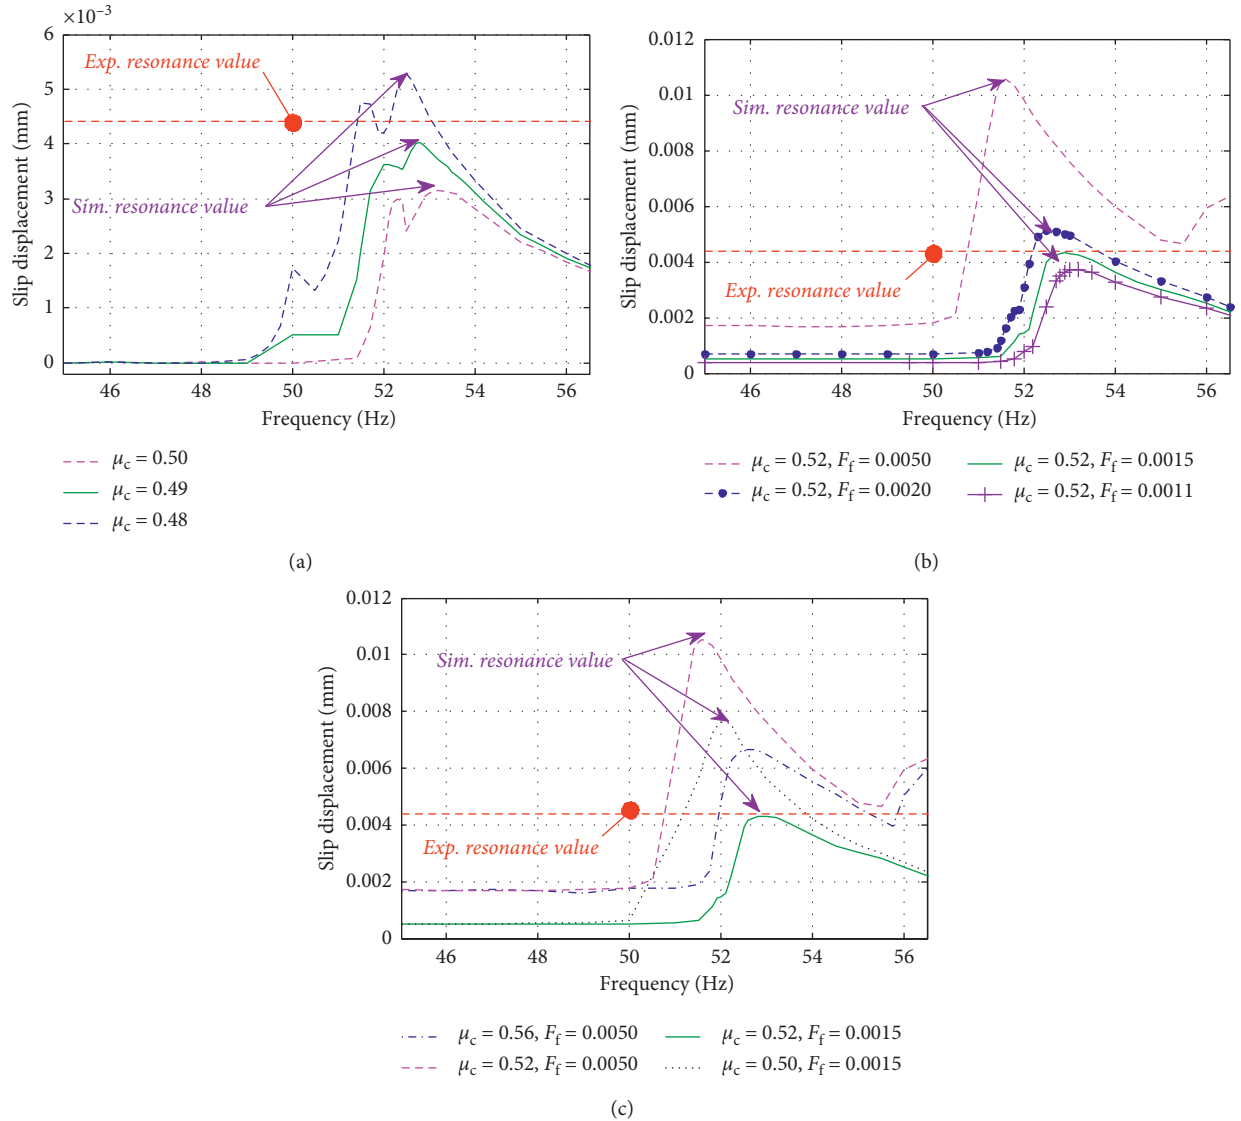 ×10−3
6
5
4
3
2
1
0
Slip displacement (mm)
Exp. resonance value
Sim. resonance value
46 48 50 52 54 56
Frequency (Hz)
μc = 0.50
μc = 0.49
μc = 0.48
(a)
0.012
0.01
0.008
0.006
0.004
0.002
0
Slip displacement (mm)
Sim. resonance value
Exp. resonance value
46 48 50 52 54 56
Frequency (Hz)
μc = 0.52, Ff = 0.0050
μc = 0.52, Ff = 0.0020
μc = 0.52, Ff = 0.0015
μc = 0.52, Ff = 0.0011
(b)
0.012
0.01
0.008
0.006
0.004
0.002
0
Slip displacement (mm)
Sim. resonance value
Exp. resonance value
46 48 50 52 54 56
Frequency (Hz)
μc = 0.56, Ff = 0.0050
μc = 0.52, Ff = 0.0050
μc = 0.52, Ff = 0.0015
μc = 0.50, Ff = 0.0015
(c)